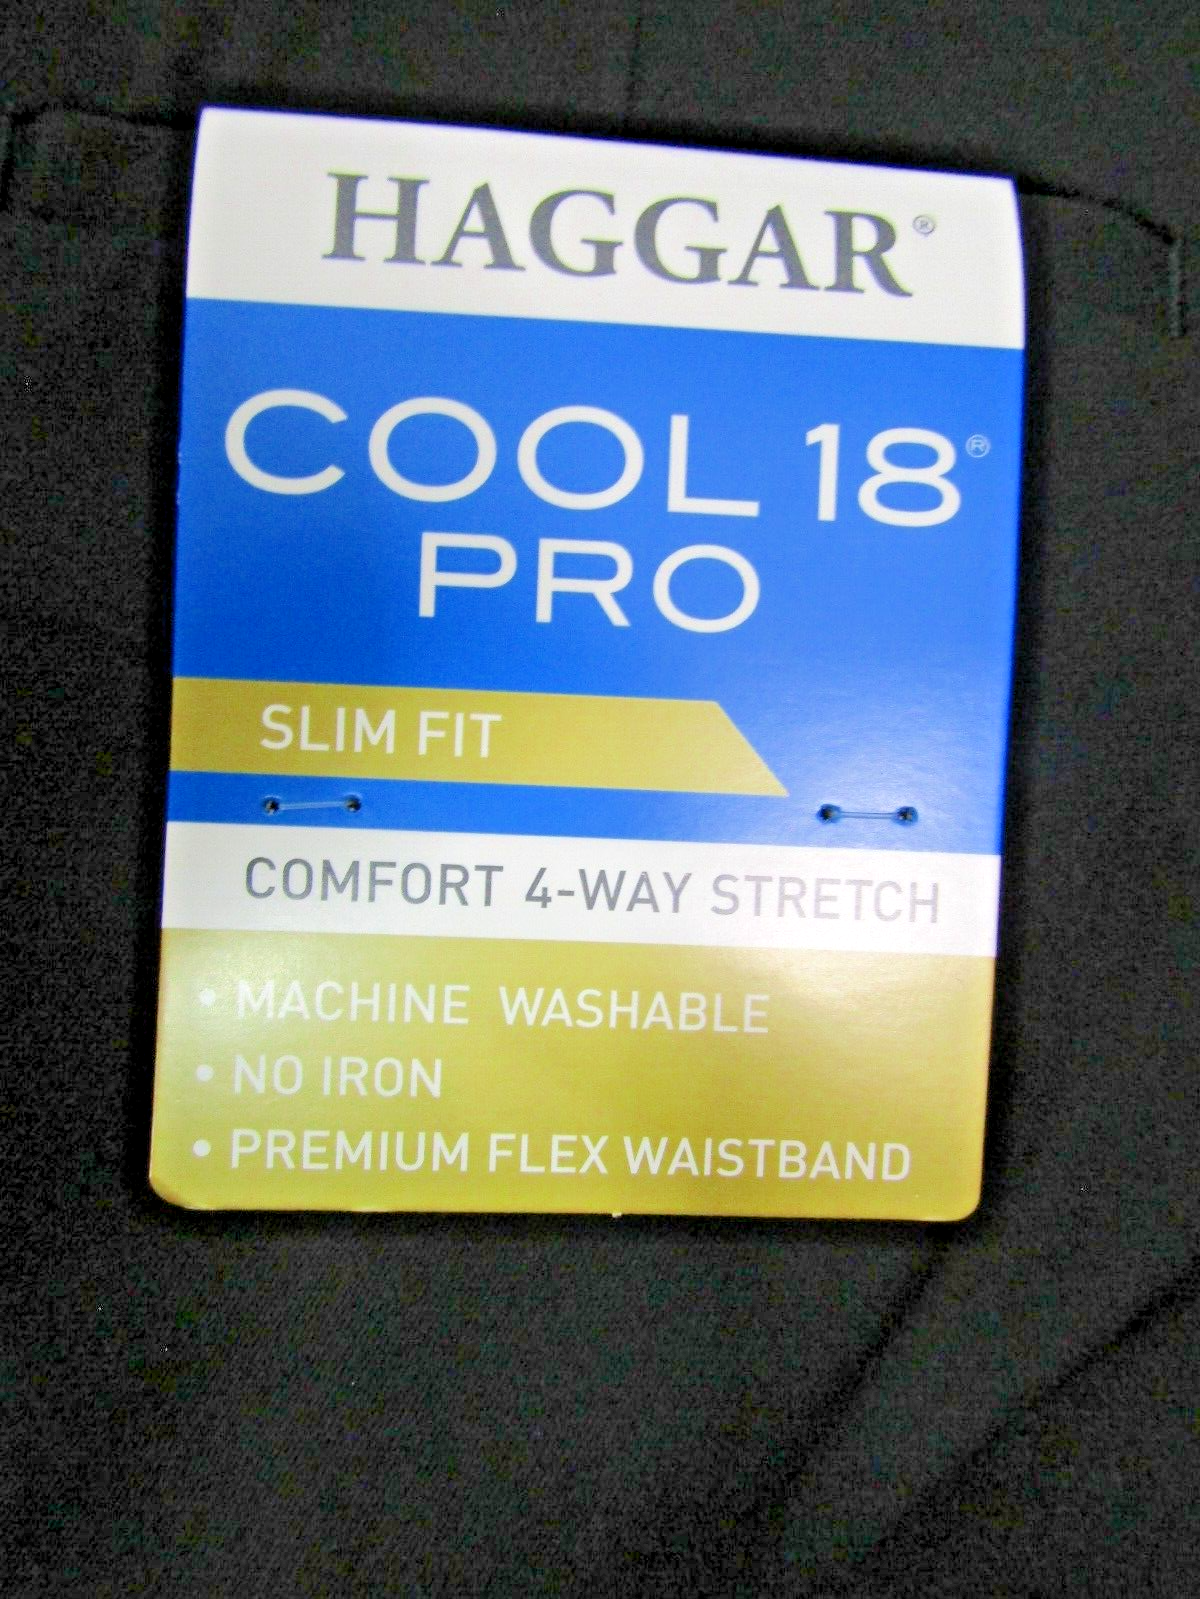 HAGGAR®
COOL 18®
PRO
SLIM FIT
COMFORT 4-WAY STRETCH
• MACHINE WASHABLE
• NO IRON
• PREMIUM FLEX WAISTBAND